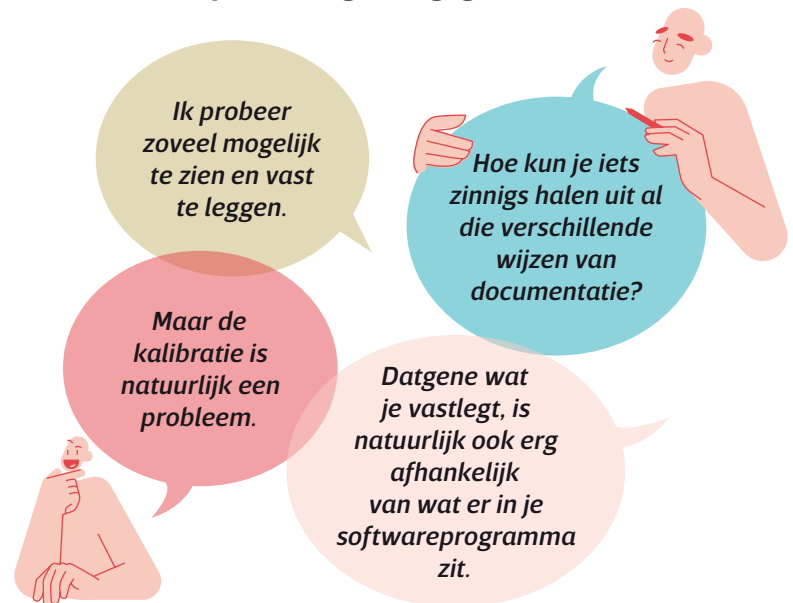 Ik probeer
zoveel mogelijk
te zien en vast
te leggen.
Hoe kun je iets
zinnigs halen uit al
die verschillende
wijzen van
documentatie?
Maar de
kalibratie is
natuurlijk een
probleem.
Datgene wat
je vastlegt, is
natuurlijk ook erg
afhankelijk
van wat er in je
softwareprogramma
zit.